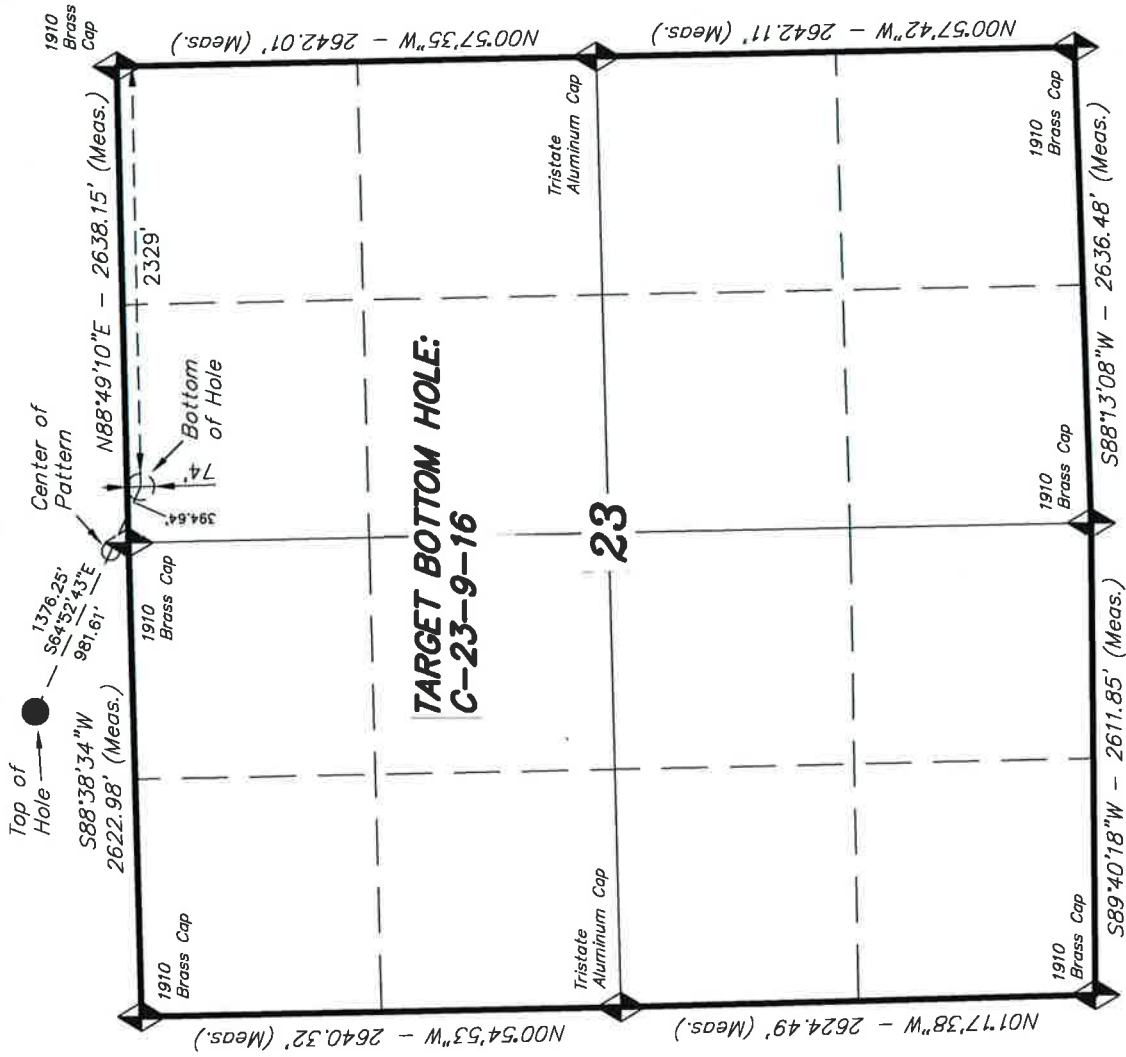 Top of
Hole
S88°38'34"W
2622.98' (Meas.)
1376.25'
S64°52'43"E
981.61'
Center of
Pattern
N88°49'10"E - 2638.15' (Meas.)
1910
Brass
Cap
2329'
74'
Bottom
of Hole
394.64'
1910
Brass Cap
1910
Brass Cap
N00°54'53"W - 2640.32' (Meas.)
N00°57'35"W - 2642.01' (Meas.)
TARGET BOTTOM HOLE:
C-23-9-16
Tristate
Aluminum Cap
Tristate
Aluminum Cap
23
N01°17'38"W - 2624.49' (Meas.)
N00°57'42"W - 2642.11' (Meas.)
1910
Brass Cap
1910
Brass Cap
1910
Brass Cap
S89°40'18"W - 2611.85' (Meas.)
S88°13'08"W - 2636.48' (Meas.)